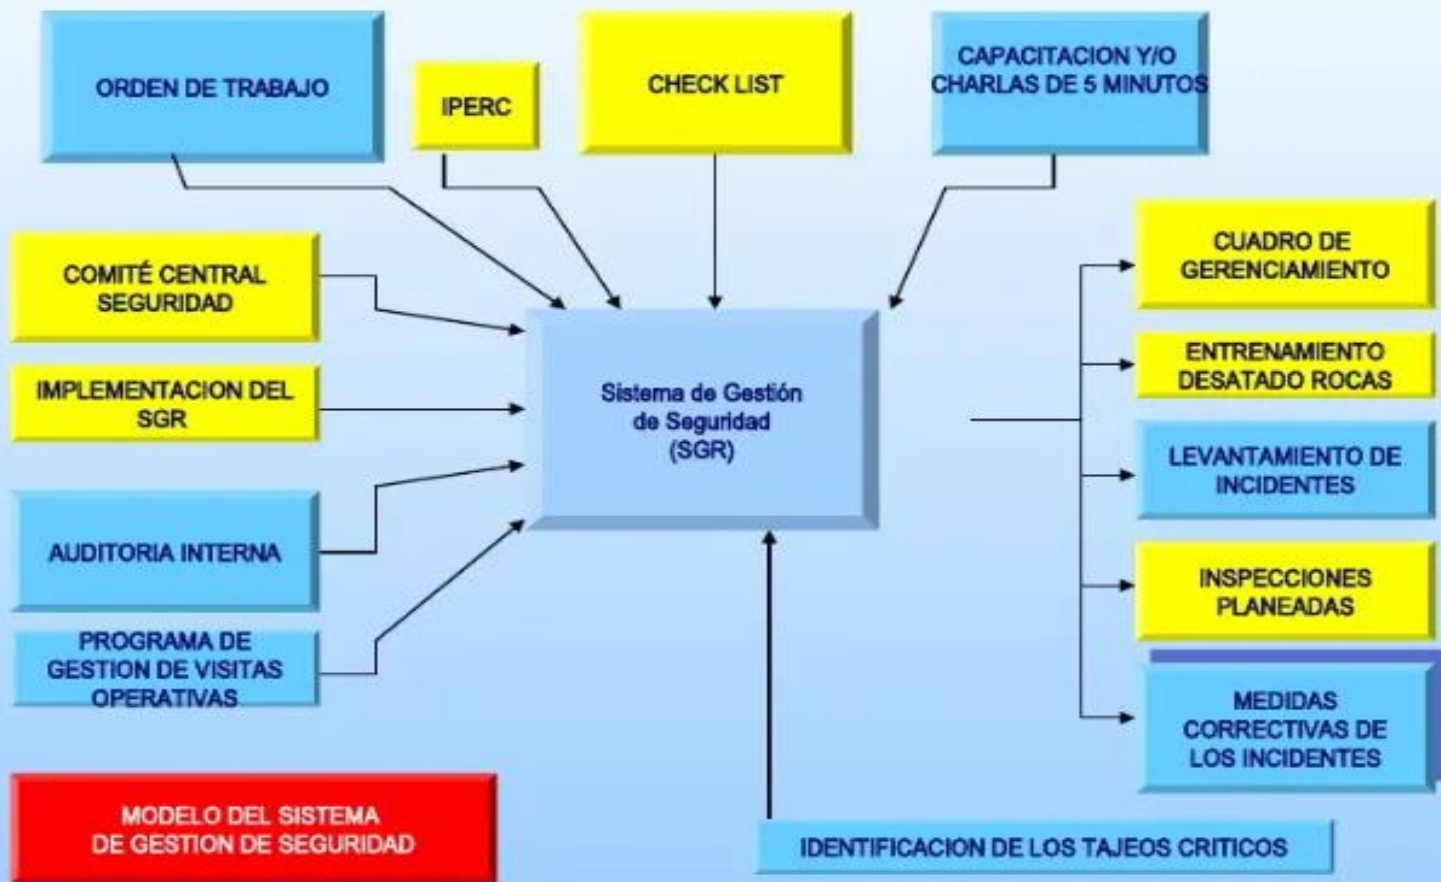 ORDEN DE TRABAJO
IPERC
CHECK LIST
CAPACITACION Y/O
CHARLAS DE 5 MINUTOS
COMITÉ CENTRAL
SEGURIDAD
IMPLEMENTACION DEL
SGR
AUDITORIA INTERNA
PROGRAMA DE
GESTION DE VISITAS
OPERATIVAS
Sistema de Gestión
de Seguridad
(SGR)
CUADRO DE
GERENCIAMIENTO
ENTRENAMIENTO
DESATADO ROCAS
LEVANTAMIENTO DE
INCIDENTES
INSPECCIONES
PLANEADAS
MEDIDAS
CORRECTIVAS DE
LOS INCIDENTES
MODELO DEL SISTEMA
DE GESTION DE SEGURIDAD
IDENTIFICACION DE LOS TAJEOS CRITICOS